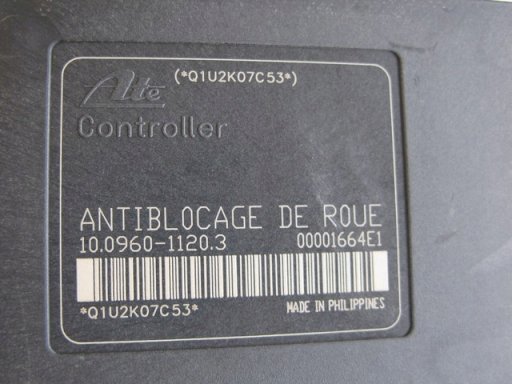 (*Q1U2K07C53*)
Ate
Controller
ANTIBLOCAGE DE ROUE
10.0960-1120.3 00001664E1
*Q1U2K07C53* MADE IN PHILIPPINES